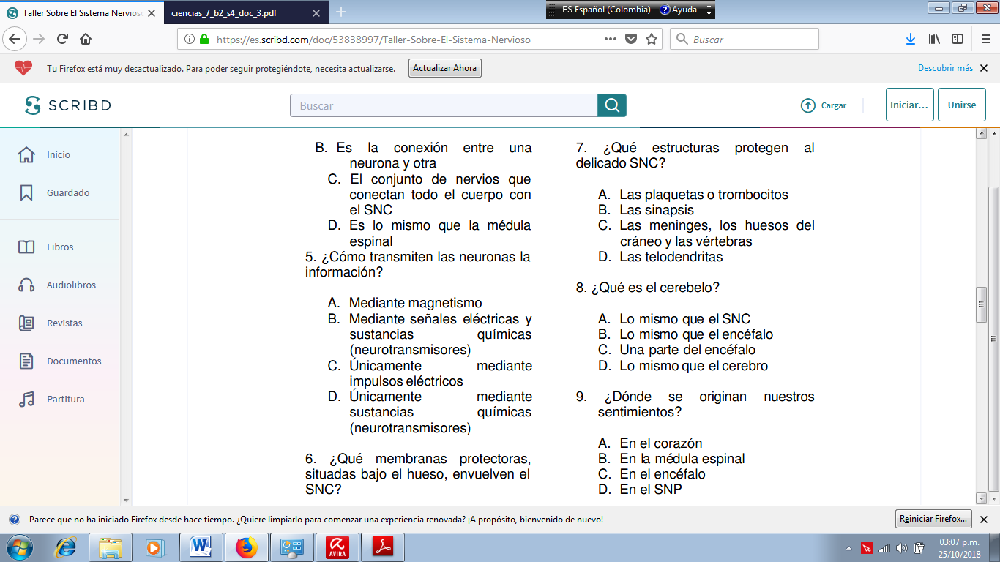 Taller Sobre El Sistema Nervioso
ciencias_7_b2_s4_doc_3.pdf
ES Español (Colombia) Ayuda
https://es.scribd.com/doc/53838997/Taller-Sobre-El-Sistema-Nervioso
Buscar
Tu Firefox está muy desactualizado. Para poder seguir protegiéndote, necesita actualizarse.
Actualizar Ahora
Descubrir más
SCRIBD
Buscar
Cargar
Iniciar...
Unirse
Inicio
Guardado
Libros
Audiolibros
Revistas
Documentos
Partitura
B. Es la conexión entre una
neurona y otra
C. El conjunto de nervios que
conectan todo el cuerpo con
el SNC
D. Es lo mismo que la médula
espinal
5. ¿Cómo transmiten las neuronas la
información?
A. Mediante magnetismo
B. Mediante señales eléctricas y
sustancias químicas
(neurotransmisores)
C. Únicamente mediante
impulsos eléctricos
D. Únicamente mediante
sustancias químicas
(neurotransmisores)
6. ¿Qué membranas protectoras,
situadas bajo el hueso, envuelven el
SNC?
7. ¿Qué estructuras protegen al
delicado SNC?
A. Las plaquetas o trombocitos
B. Las sinapsis
C. Las meninges, los huesos del
cráneo y las vértebras
D. Las telodendritas
8. ¿Qué es el cerebelo?
A. Lo mismo que el SNC
B. Lo mismo que el encéfalo
C. Una parte del encéfalo
D. Lo mismo que el cerebro
9. ¿Dónde se originan nuestros
sentimientos?
A. En el corazón
B. En la médula espinal
C. En el encéfalo
D. En el SNP
Parece que no ha iniciado Firefox desde hace tiempo. ¿Quiere limpiarlo para comenzar una experiencia renovada? ¡A propósito, bienvenido de nuevo!
Reiniciar Firefox...
AVIRA
03:07 p.m.
25/10/2018